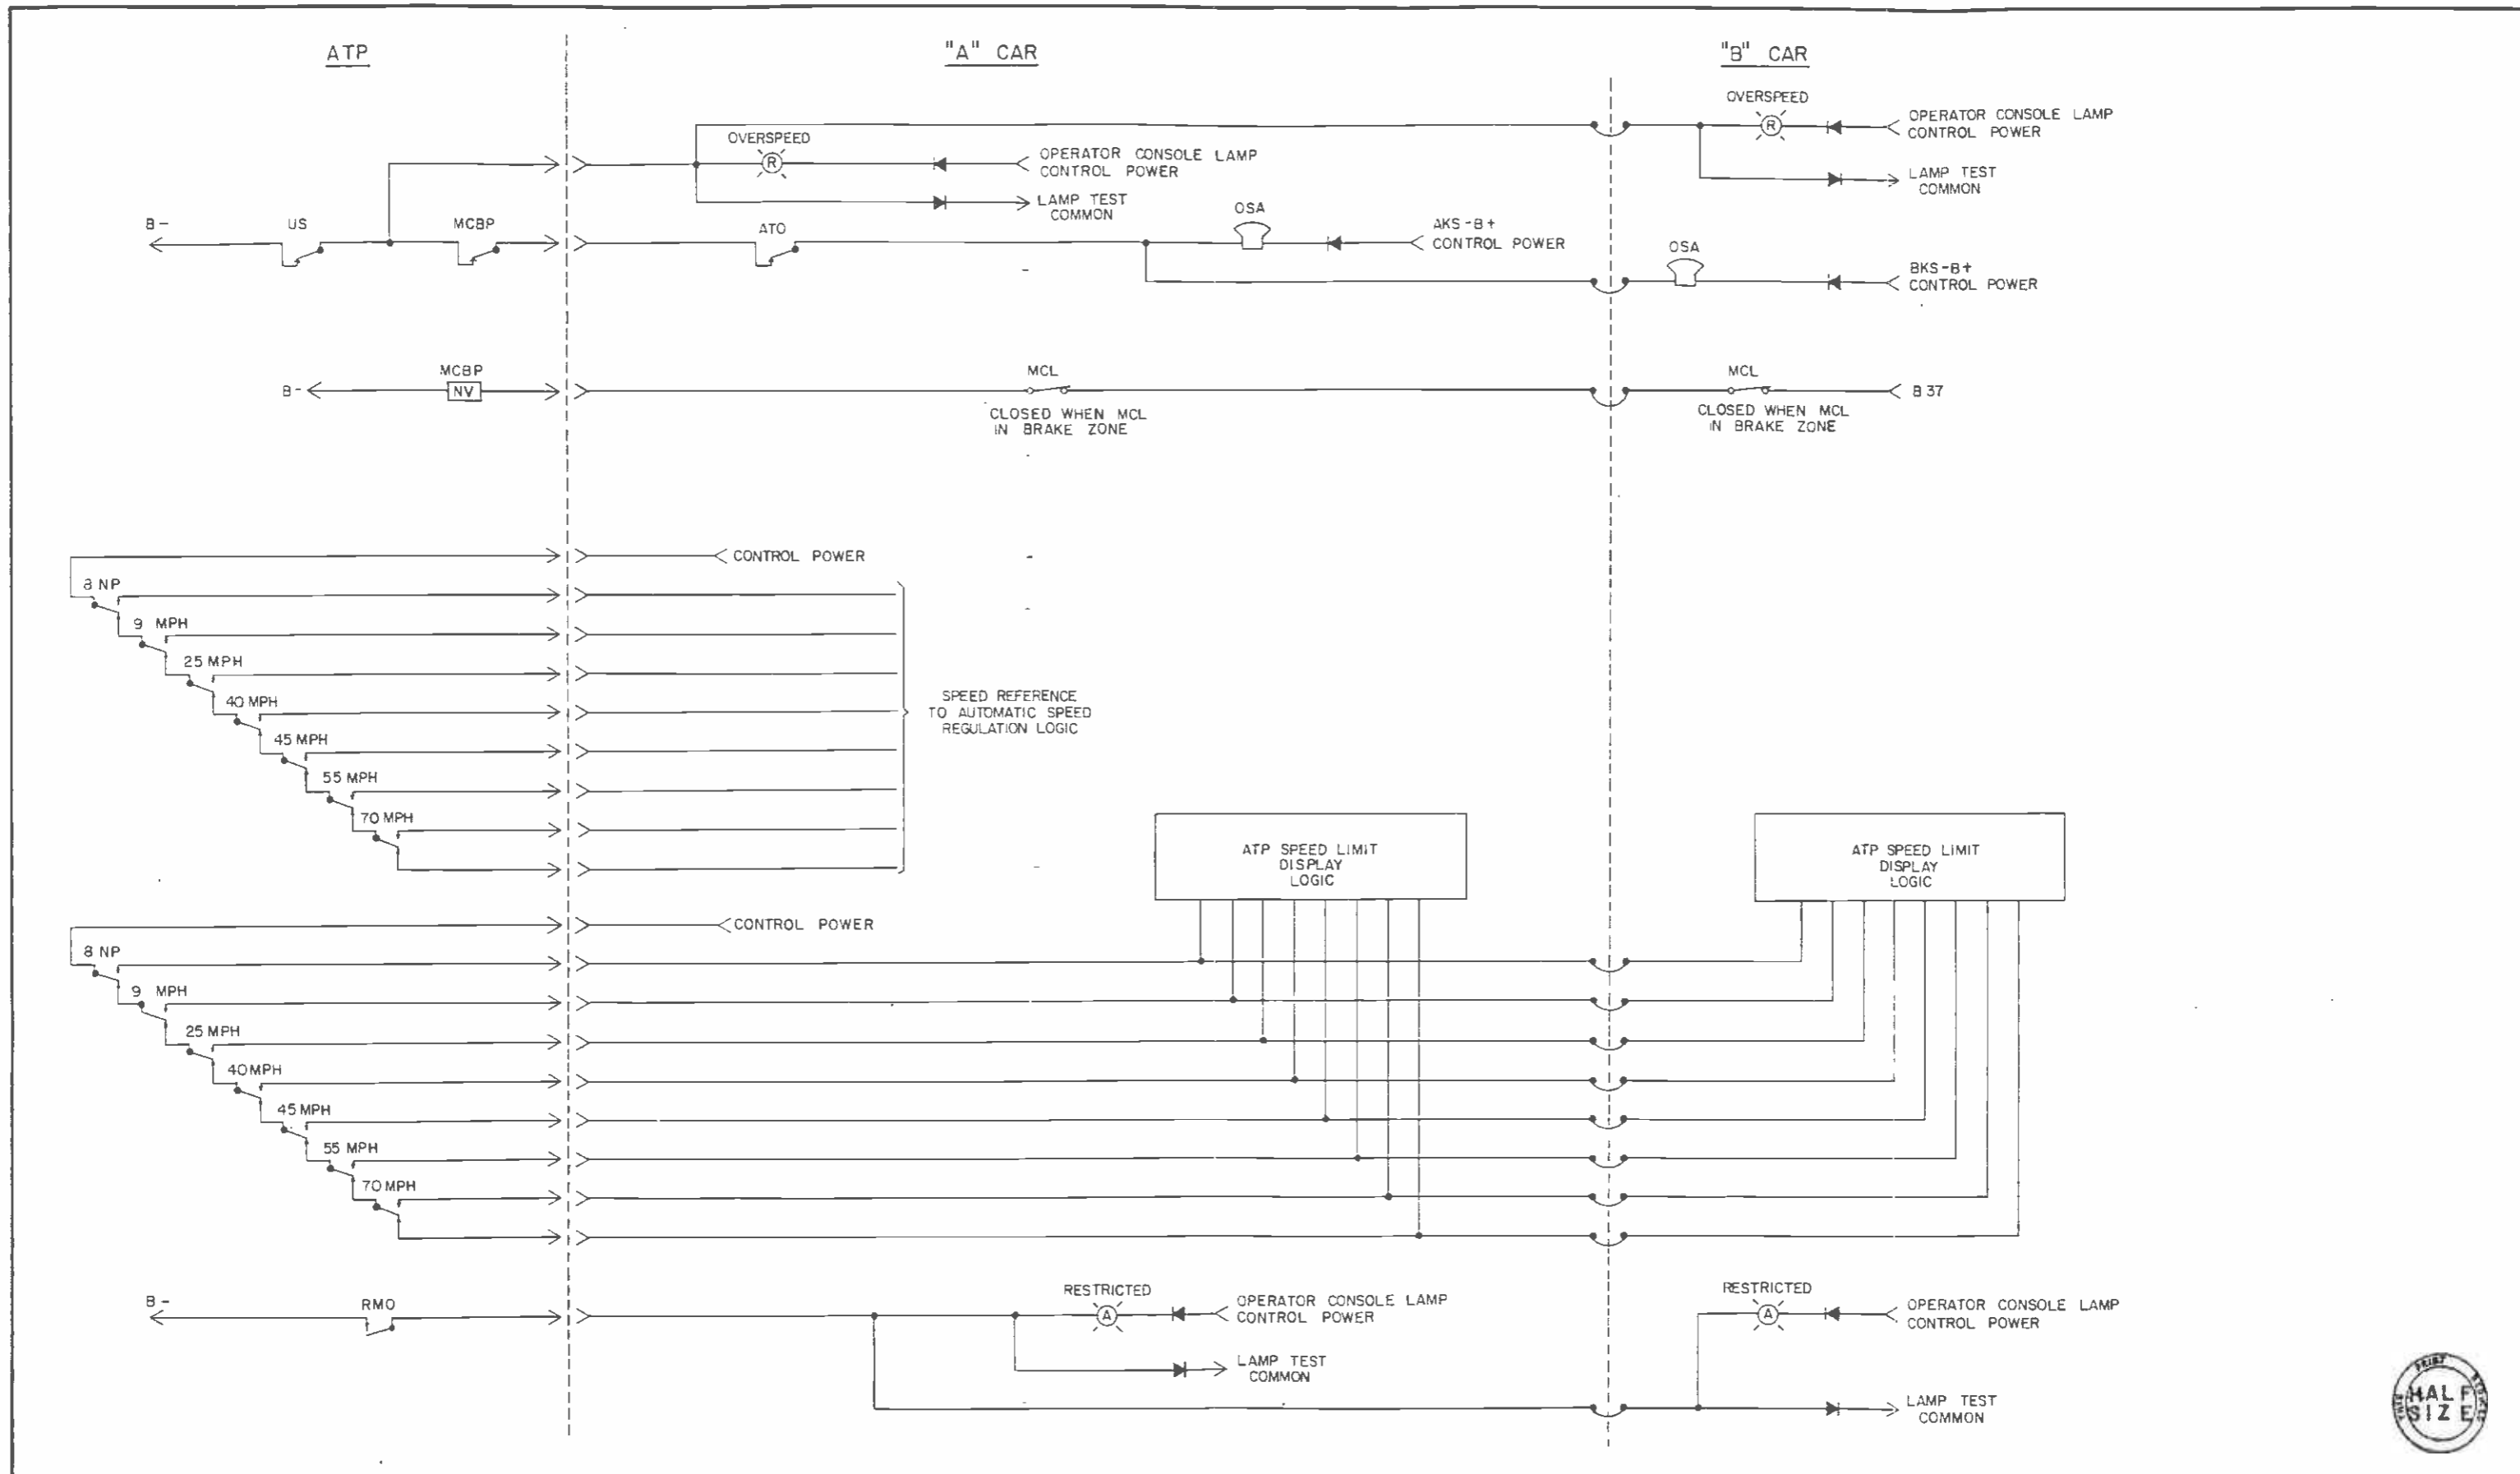 ATP
"A" CAR
"B" CAR
OVERSPEED
R
OPERATOR CONSOLE LAMP
CONTROL POWER
LAMP TEST
COMMON
OVERSPEED
R
OPERATOR CONSOLE LAMP
CONTROL POWER
LAMP TEST
COMMON
B-
US
MCBP
ATO
OSA
AKS-B+
CONTROL POWER
OSA
BKS-B+
CONTROL POWER
B-
MCBP
NV
MCL
CLOSED WHEN MCL
IN BRAKE ZONE
MCL
CLOSED WHEN MCL
IN BRAKE ZONE
B37
CONTROL POWER
8 NP
9 MPH
25 MPH
40 MPH
45 MPH
55 MPH
70 MPH
SPEED REFERENCE
TO AUTOMATIC SPEED
REGULATION LOGIC
ATP SPEED LIMIT
DISPLAY
LOGIC
ATP SPEED LIMIT
DISPLAY
LOGIC
CONTROL POWER
8 NP
9 MPH
25 MPH
40 MPH
45 MPH
55 MPH
70 MPH
B-
RMO
RESTRICTED
A
OPERATOR CONSOLE LAMP
CONTROL POWER
LAMP TEST
COMMON
RESTRICTED
A
OPERATOR CONSOLE LAMP
CONTROL POWER
LAMP TEST
COMMON
PRINT
HALF
SIZE